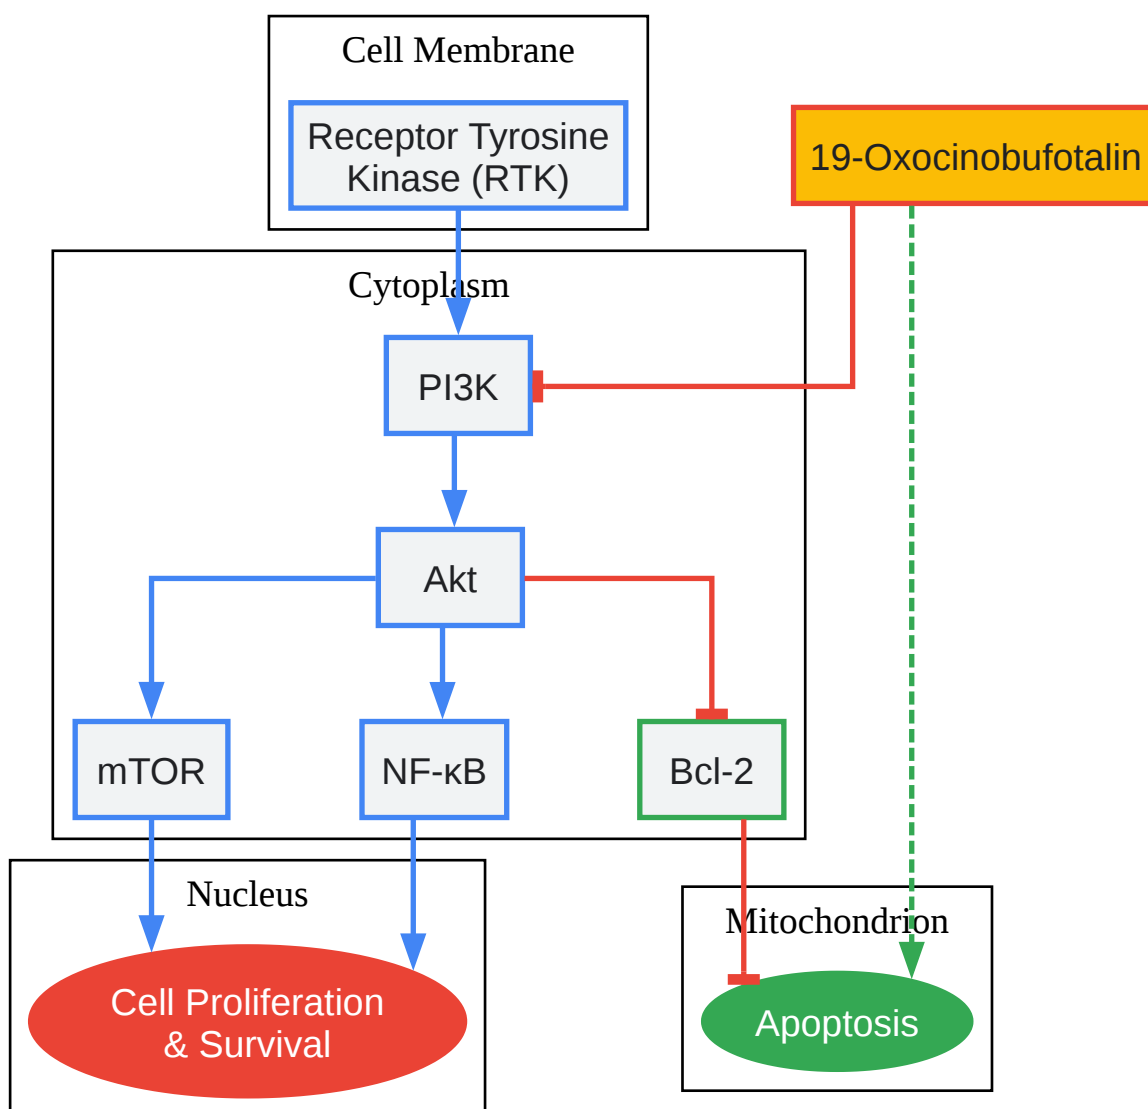 Cell Membrane
Receptor Tyrosine
Kinase (RTK)
19-Oxocinobufotalin
Cytoplasm
PI3K
Akt
mTOR
NF-κB
Bcl-2
Nucleus
Mitochondrion
Cell Proliferation
& Survival
Apoptosis